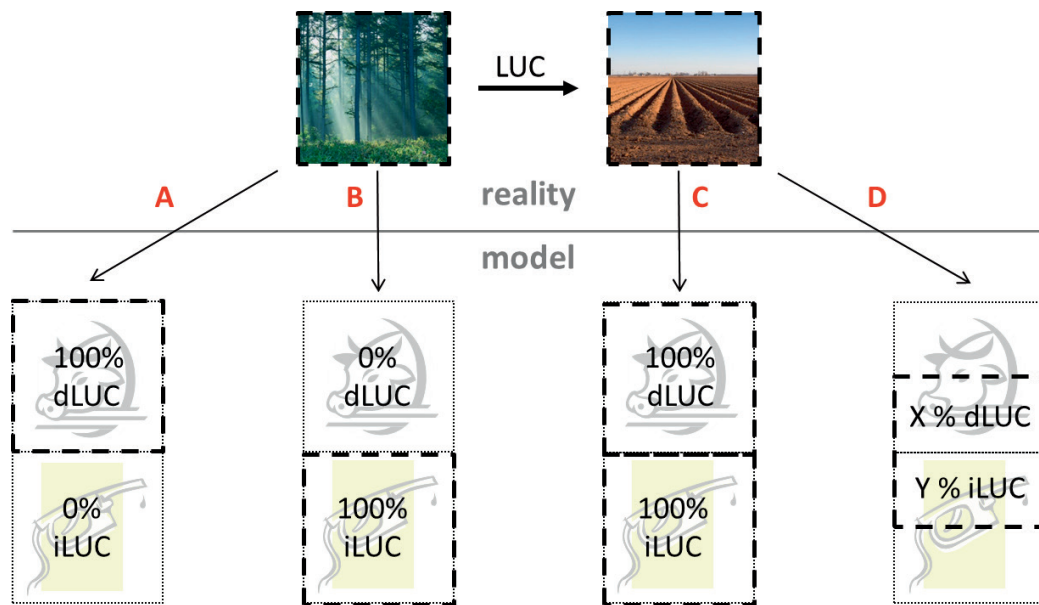 LUC
A
B
reality
C
D
model
100%
dLUC
0%
dLUC
100%
dLUC
X % dLUC
0%
iLUC
100%
iLUC
100%
iLUC
Y % iLUC